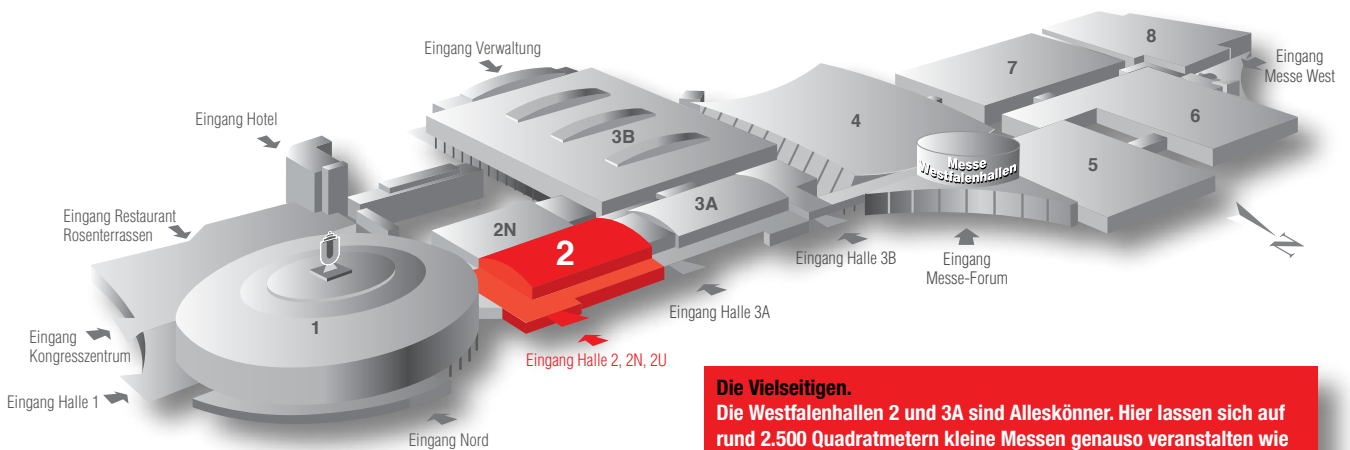 Eingang Verwaltung
8
Eingang
Messe West
7
Eingang Hotel
3B
4
6
Messe
Westfalenhallen
5
Eingang Restaurant
Rosenterrassen
3A
2N
2
N
Eingang Halle 3B
Eingang
Messe-Forum
Eingang Halle 3A
1
Eingang
Kongresszentrum
Eingang Halle 2, 2N, 2U
Eingang Halle 1
Eingang Nord
Die Vielseitigen.
Die Westfalenhallen 2 und 3A sind Alleskönner. Hier lassen sich auf
rund 2.500 Quadratmetern kleine Messen genauso veranstalten wie